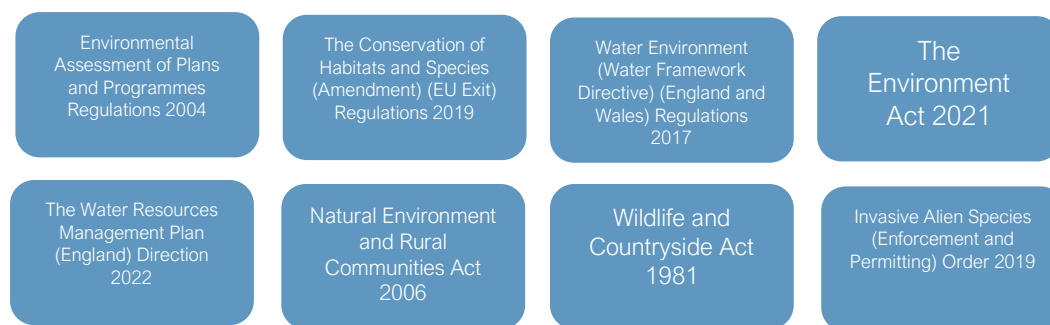 Environmental
Assessment of Plans
and Programmes
Regulations 2004
The Conservation of
Habitats and Species
(Amendment) (EU Exit)
Regulations 2019
Water Environment
(Water Framework
Directive) (England and
Wales) Regulations
2017
The
Environment
Act 2021
The Water Resources
Management Plan
(England) Direction
2022
Natural Environment
and Rural
Communities Act
2006
Wildlife and
Countryside Act
1981
Invasive Alien Species
(Enforcement and
Permitting) Order 2019